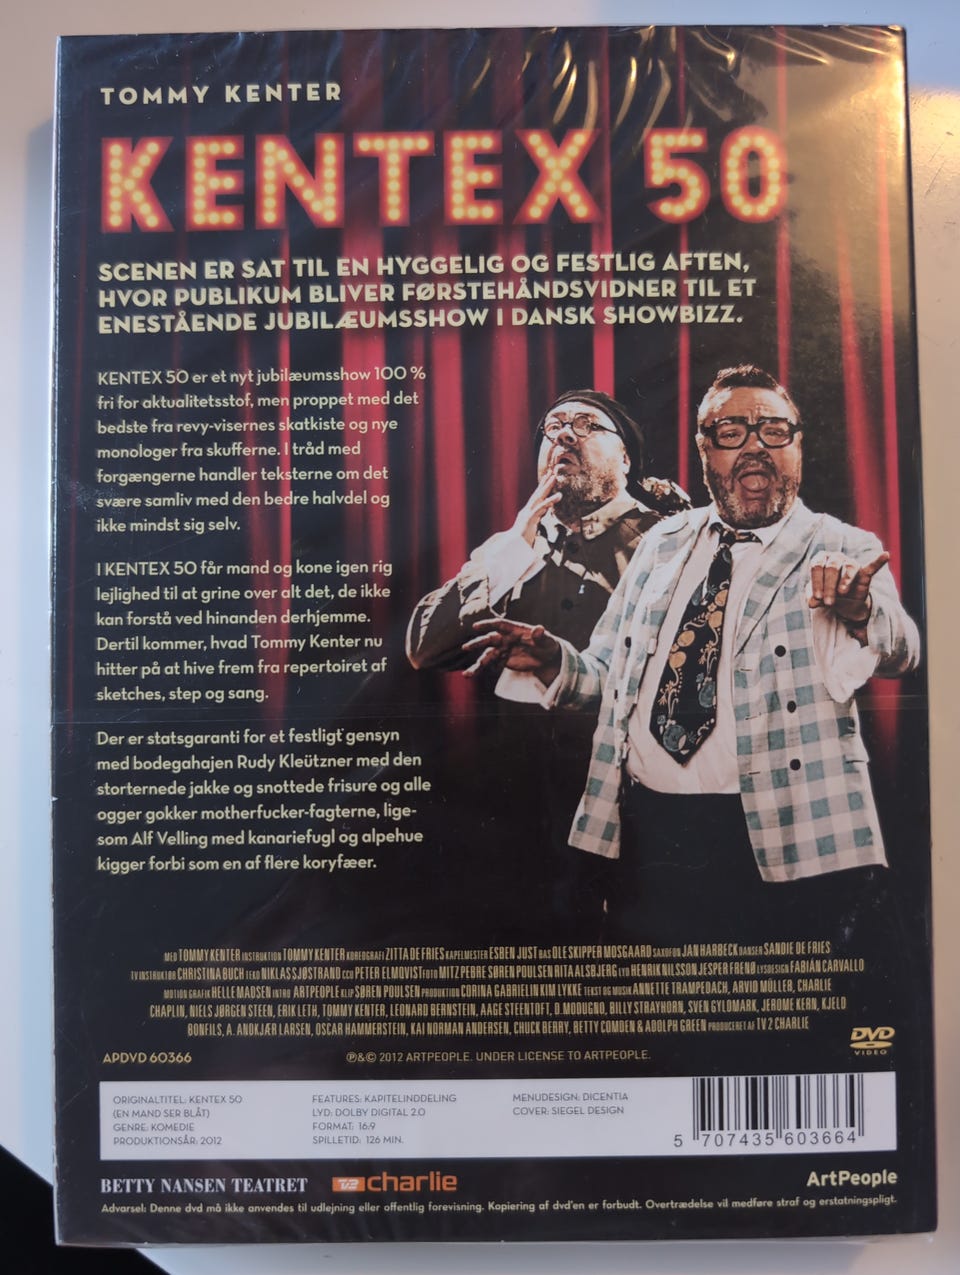 TOMMY KENTER
KENTEX 50
SCENEN ER SAT TIL EN HYGGELIG OG FESTLIG AFTEN,
HVOR PUBLIKUM BLIVER FØRSTEHÅNDSVIDNER TIL ET
ENESTÅENDE JUBILÆUMSSHOW I DANSK SHOWBIZZ.
KENTEX 50 er et nyt jubilæumsshow 100 %
fri for aktualitetsstof, men proppet med det
bedste fra revy-visernes skatkiste og nye
monologer fra skufferne. I tråd med
forgængerne handler teksterne om det
svære samliv med den bedre halvdel og
ikke mindst sig selv.
I KENTEX 50 får mand og kone igen rig
lejlighed til at grine over alt det, de ikke
kan forstå ved hinanden derhjemme.
Dertil kommer, hvad Tommy Kenter nu
hitter på at hive frem fra repertoiret af
sketches, step og sang.
Der er statsgaranti for et festligt gensyn
med bodegahajen Rudy Kleützner med den
storternede jakke og snottede frisure og alle
ogger gokker motherfucker-fagterne, lige-
som Alf Velling med kanariefugl og alpehue
kigger forbi som en af flere koryfæer.
MED TOMMY KENTER INSTRUKTION TOMMY KENTER KOREOGRAFI ZITTA DE FRIES KAPELMESTER ESBEN JUST BAS OLE SKIPPER MOSGAARD SAXOFON JAN HARBECK DANSER SANDIE DE FRIES
TV INSTRUKTION CHRISTINA BUCH TEKO NIKLAS SJØSTRAND CCO PETER ELMQVIST FOTO MITZ PEBRE SØREN POULSEN RITA ALSBJERG LYD HENRIK NILSSON JESPER FRENØ LYSDESIGN FABIAN CARVALLO
MOTION GRAFIK HELLE MADSEN INTRO ARTPEOPLE KLIP SØREN POULSEN PRODUKTION CORINA GABRIELI KIM LYKKE TEKST OG MUSIK ANNETTE TRAMPEDACH, ARVID MÜLLER, CHARLIE
CHAPLIN, NIELS JØRGEN STEEN, ERIK LETH, TOMMY KENTER, LEONARD BERNSTEIN, AAGE STEENTOFT, D. MODUGNO, BILLY STRAYHORN, SVEN GYLDMARK, JEROME KERN, KJELD
BONFILS, A. ANDKJÆR LARSEN, OSCAR HAMMERSTEIN, KAI NORMAN ANDERSEN, CHUCK BERRY, BETTY COMDEN & ADOLPH GREEN PRODUCERET AF TV 2 CHARLIE
DVD
VIDEO
APDVD 60366
℗&© 2012 ARTPEOPLE. UNDER LICENSE TO ARTPEOPLE.
ORIGINALTITEL: KENTEX 50
(EN MAND SER BLÅT)
GENRE: KOMEDIE
PRODUKTIONSÅR: 2012
FEATURES: KAPITELINDDELING
LYD: DOLBY DIGITAL 2.0
FORMAT: 16:9
SPILLETID: 126 MIN.
MENUDESIGN: DICENTIA
COVER: SIEGEL DESIGN
5 707435 603664
BETTY NANSEN TEATRET
TV2 charlie
ArtPeople
Advarsel: Denne dvd må ikke anvendes til udlejning eller offentlig forevisning. Kopiering af dvd'en er forbudt. Overtrædelse vil medføre straf og erstatningspligt.